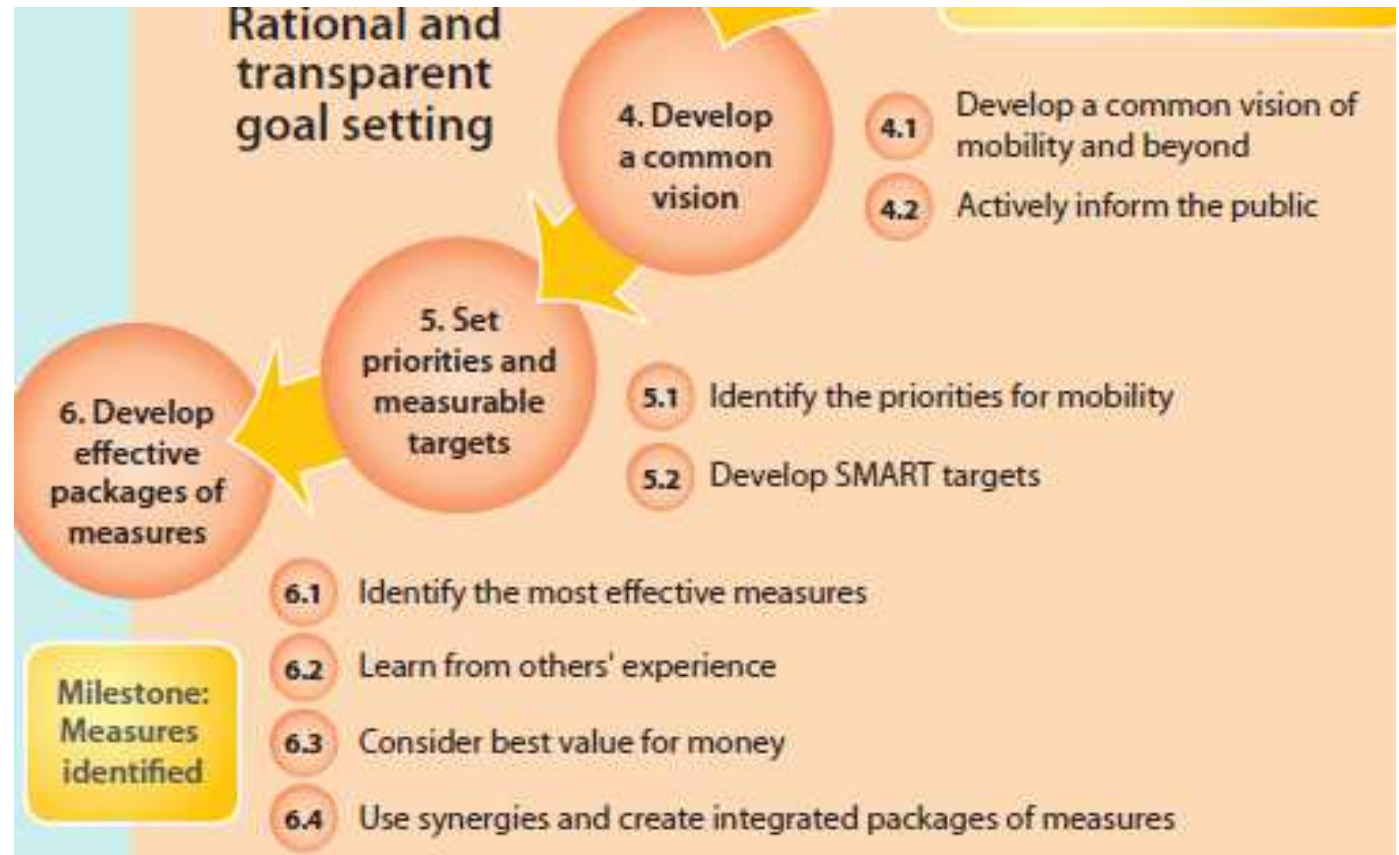 Rational and
transparent
goal setting
4. Develop
a common
vision
4.1 Develop a common vision of
mobility and beyond
4.2 Actively inform the public
5. Set
priorities and
measurable
targets
5.1 Identify the priorities for mobility
5.2 Develop SMART targets
6. Develop
effective
packages of
measures
6.1 Identify the most effective measures
6.2 Learn from others' experience
6.3 Consider best value for money
6.4 Use synergies and create integrated packages of measures
Milestone:
Measures
identified